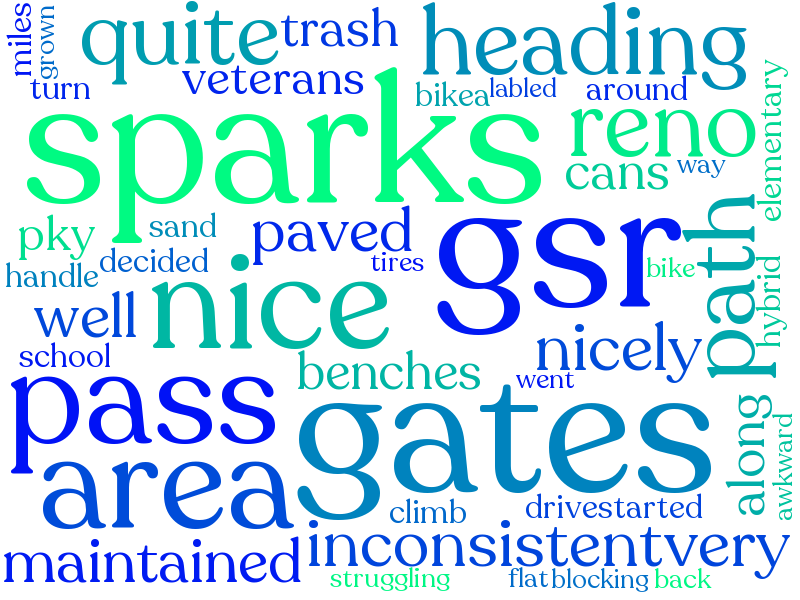 miles
grown
quite
trash
heading
turn
veterans
bikea
labled
around
elementary
sparks
reno
cans
way
pky
sand
paved
gsr
path
handle
decided
tires
bike
hybrid
well
nice
nicely
school
benches
went
pass
gates
along
awkward
area
climb
drivestarted
maintained
inconsistentvery
struggling
flat
blocking
back